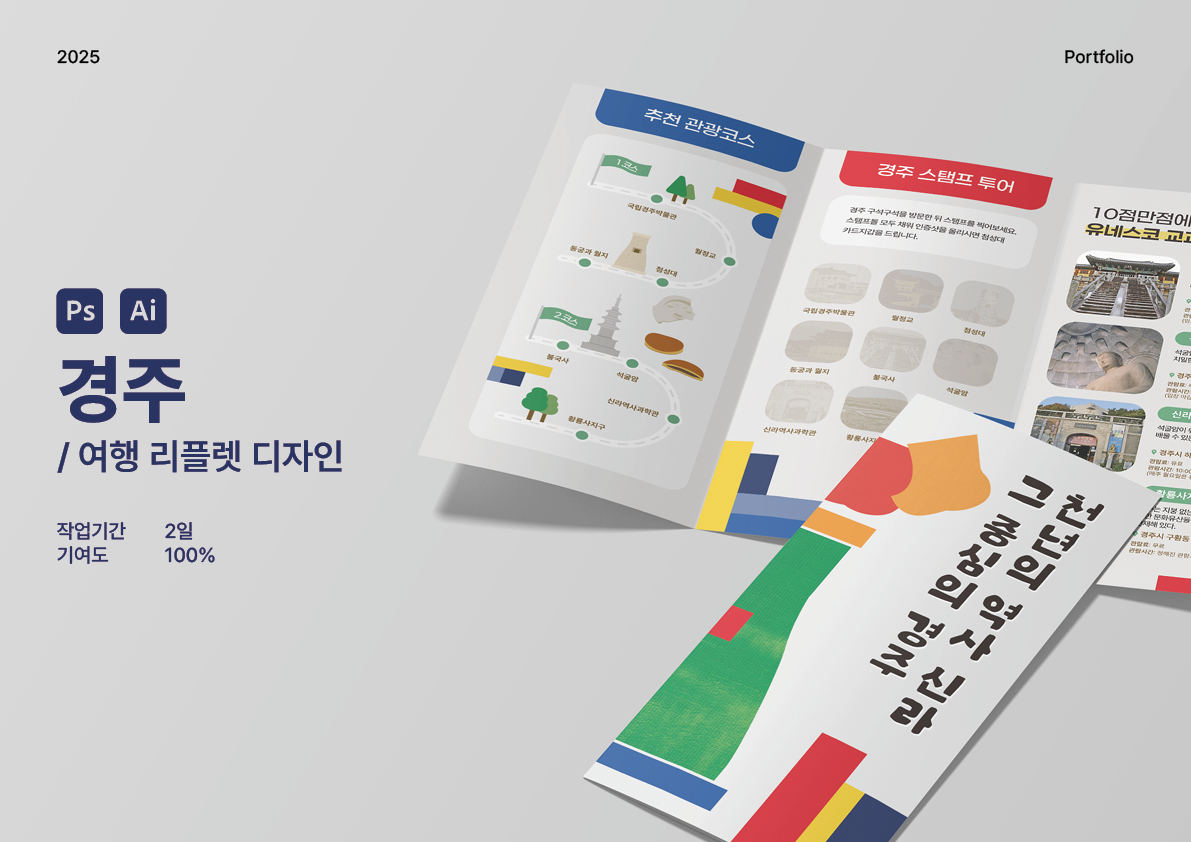 2025
Portfolio
Ps
Ai
경주
/ 여행 리플렛 디자인
작업기간 2일
기여도 100%
추천 관광코스
1코스
국립경주박물관
월정교
동궁과 월지
첨성대
2코스
불국사
석굴암
신라역사과학관
황룡사지구
경주 스탬프 투어
경주 구석구석을 방문한 뒤 스탬프를 찍어보세요.
스탬프를 모두 채워 인증샷을 올리시면 첨성대
카드지갑을 드립니다.
국립경주박물관
월정교
첨성대
동궁과 월지
불국사
석굴암
신라역사과학관
황룡사지
10점만점에
유네스코
천년의 역사 신라
그 중심의 경주